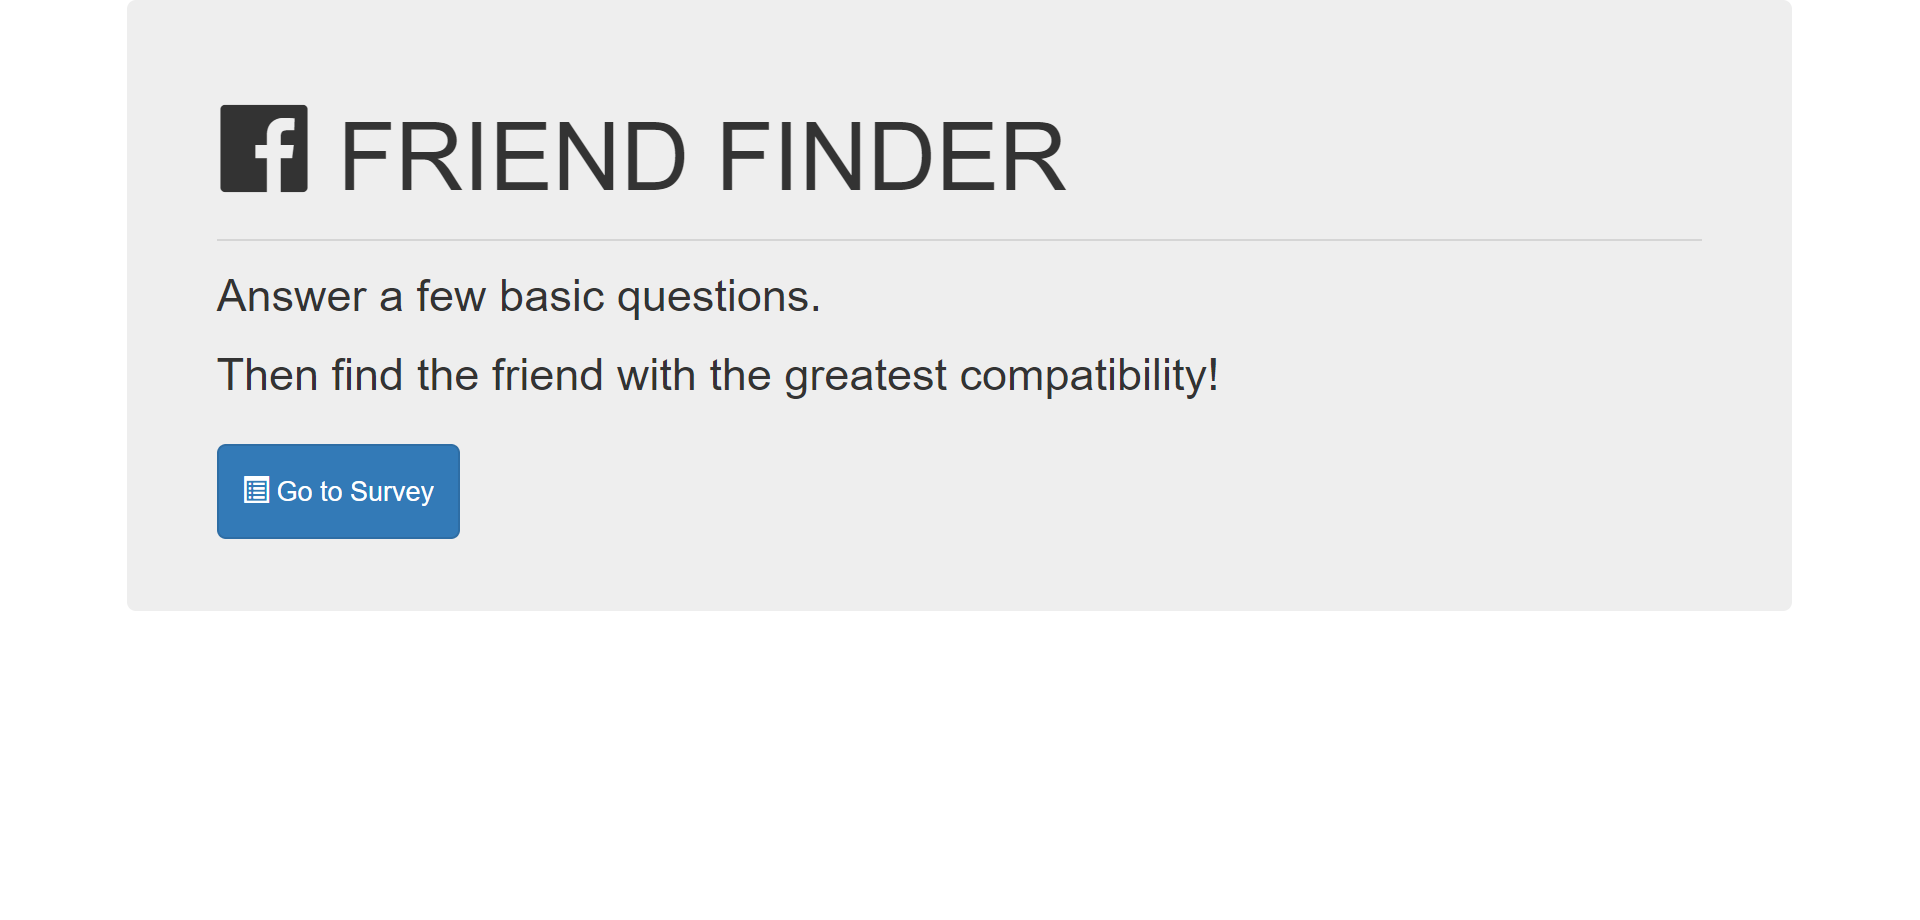 FRIEND FINDER
Answer a few basic questions.
Then find the friend with the greatest compatibility!
Go to Survey